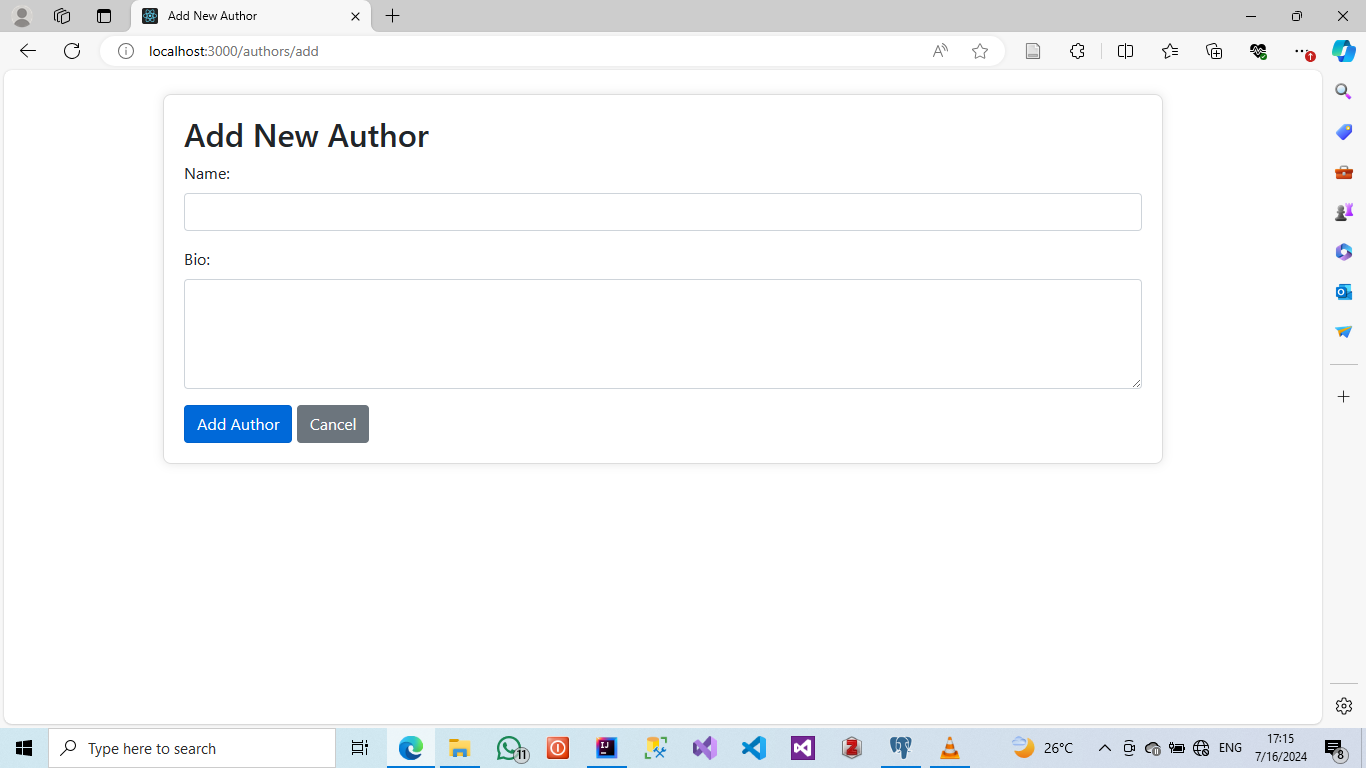 Add New Author
localhost:3000/authors/add
Add New Author
Name:
Bio:
Add Author
Cancel
Type here to search
11
26°C
ENG
17:15
7/16/2024
8